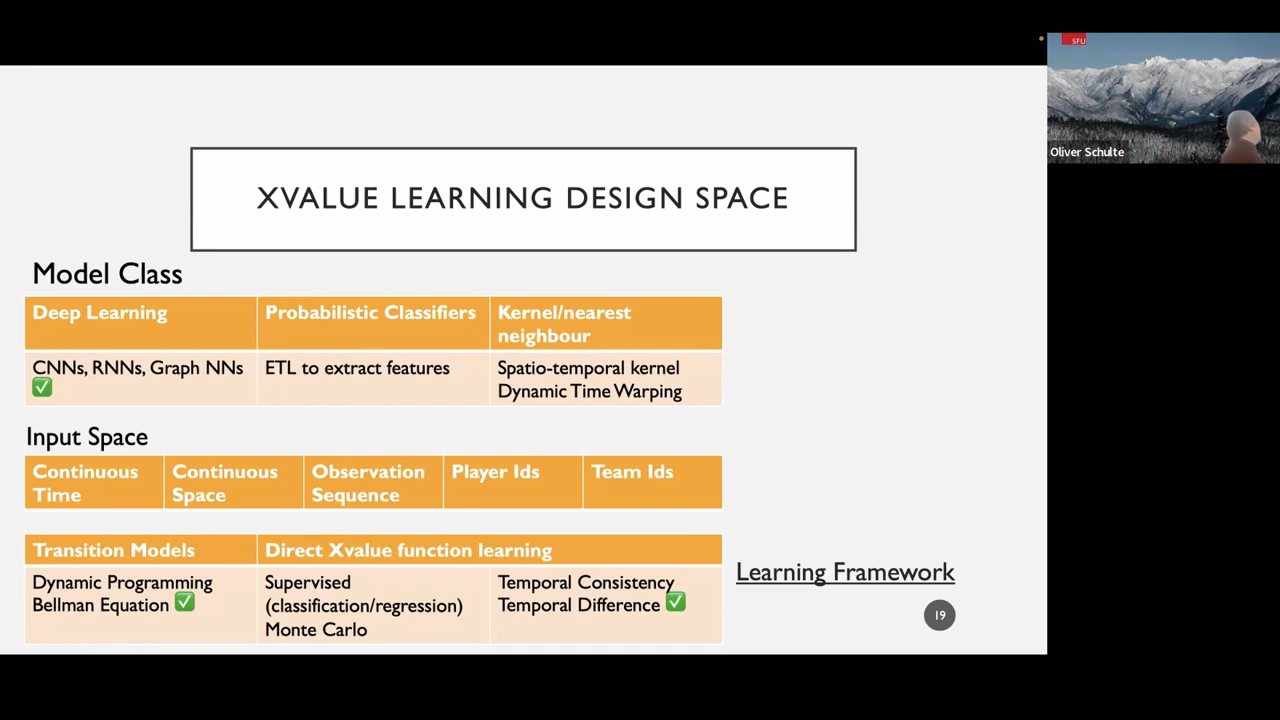 SFU
Oliver Schulte
XVALUE LEARNING DESIGN SPACE
Model Class
Deep Learning
Probabilistic Classifiers
Kernel/nearest
neighbour
CNNs, RNNs, Graph NNs
ETL to extract features
Spatio-temporal kernel
Dynamic Time Warping
Input Space
Continuous
Time
Continuous
Space
Observation
Sequence
Player Ids
Team Ids
Transition Models
Direct Xvalue function learning
Dynamic Programming
Bellman Equation
Supervised
(classification/regression)
Monte Carlo
Temporal Consistency
Temporal Difference
Learning Framework
19